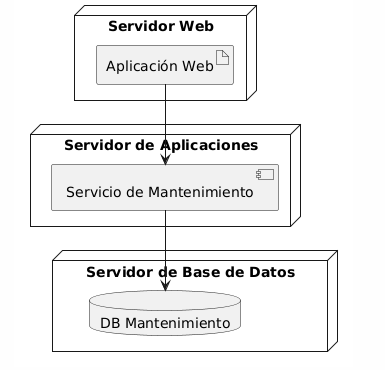 Servidor Web
Aplicación Web
Servidor de Aplicaciones
Servicio de Mantenimiento
Servidor de Base de Datos
DB Mantenimiento